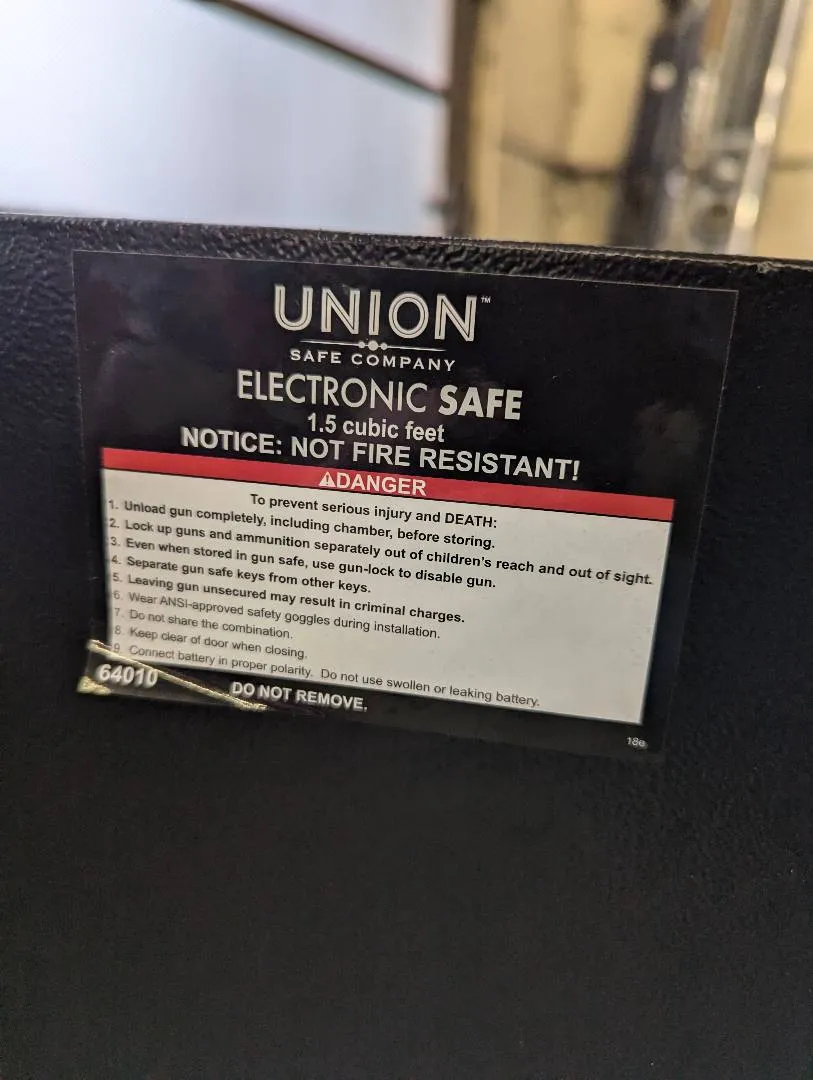 UNION™
SAFE COMPANY
ELECTRONIC SAFE
1.5 cubic feet
NOTICE: NOT FIRE RESISTANT!
⚠DANGER
To prevent serious injury and DEATH:
1. Unload gun completely, including chamber, before storing.
2. Lock up guns and ammunition separately out of children's reach and out of sight.
3. Even when stored in gun safe, use gun-lock to disable gun.
4. Separate gun safe keys from other keys.
5. Leaving gun unsecured may result in criminal charges.
6. Wear ANSI-approved safety goggles during installation.
7. Do not share the combination.
8. Keep clear of door when closing.
9. Connect battery in proper polarity. Do not use swollen or leaking battery.
64010
DO NOT REMOVE.
18e